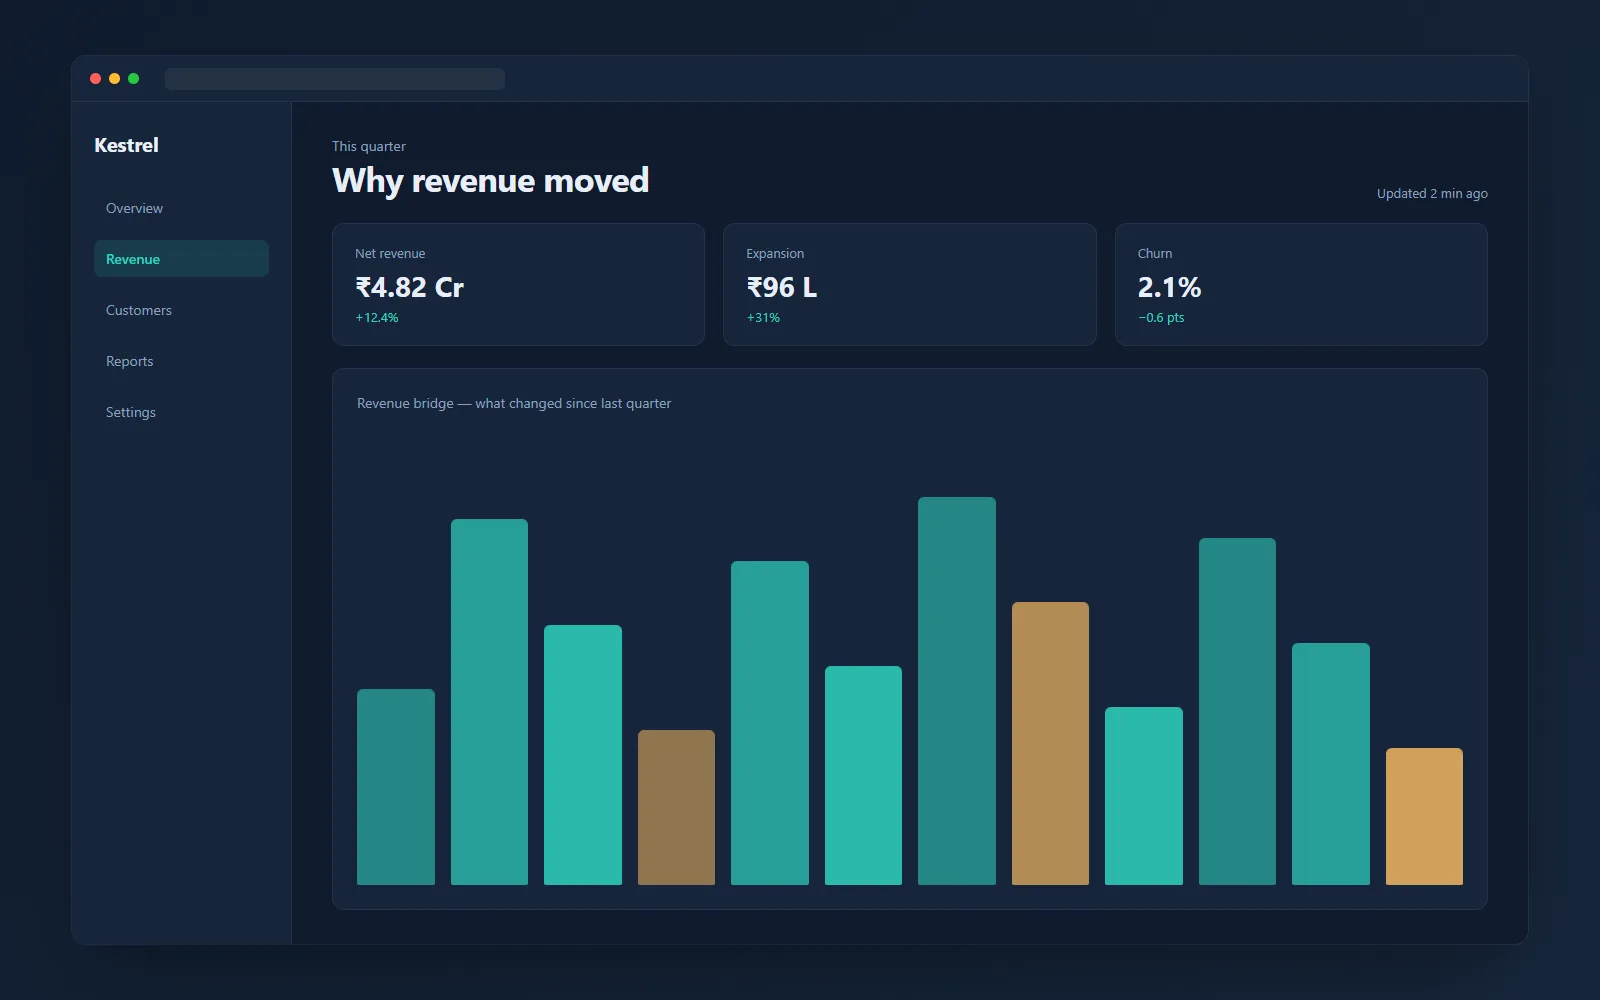 Kestrel
Overview
Revenue
Customers
Reports
Settings
This quarter
Why revenue moved
Updated 2 min ago
Net revenue
₹4.82 Cr
+12.4%
Expansion
₹96 L
+31%
Churn
2.1%
−0.6 pts
Revenue bridge — what changed since last quarter